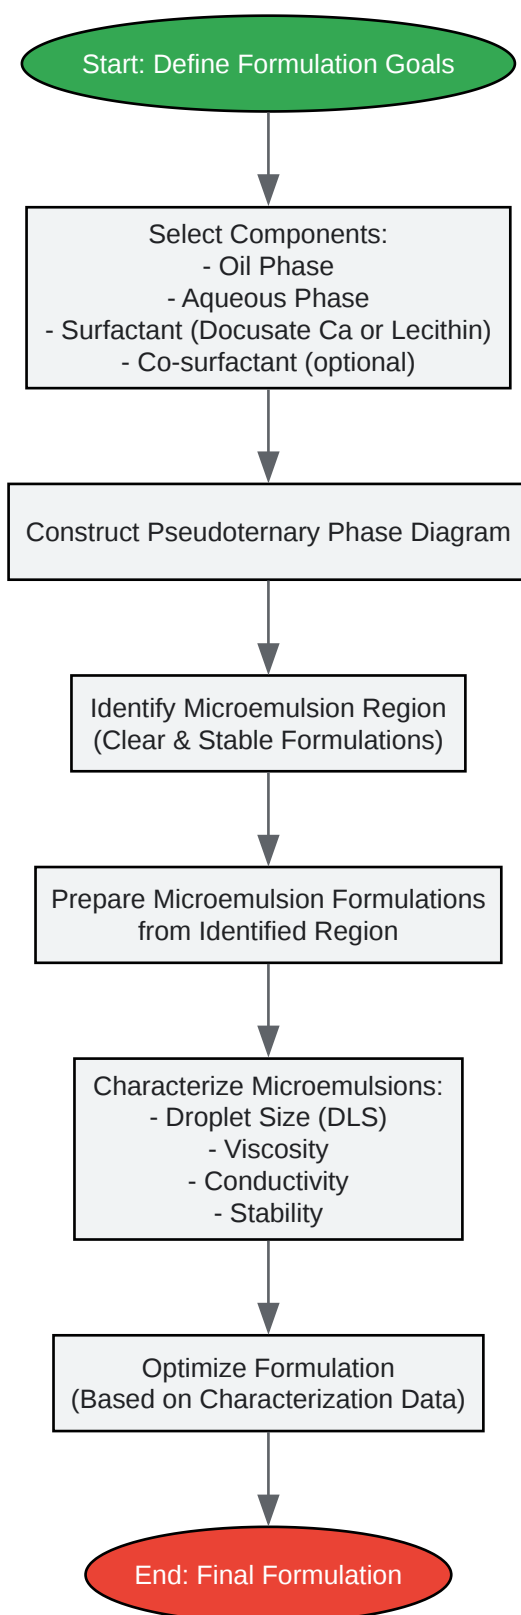 Start: Define Formulation Goals
Select Components:
- Oil Phase
- Aqueous Phase
- Surfactant (Docusate Ca or Lecithin)
- Co-surfactant (optional)
Construct Pseudoternary Phase Diagram
Identify Microemulsion Region
(Clear & Stable Formulations)
Prepare Microemulsion Formulations
from Identified Region
Characterize Microemulsions:
- Droplet Size (DLS)
- Viscosity
- Conductivity
- Stability
Optimize Formulation
(Based on Characterization Data)
End: Final Formulation